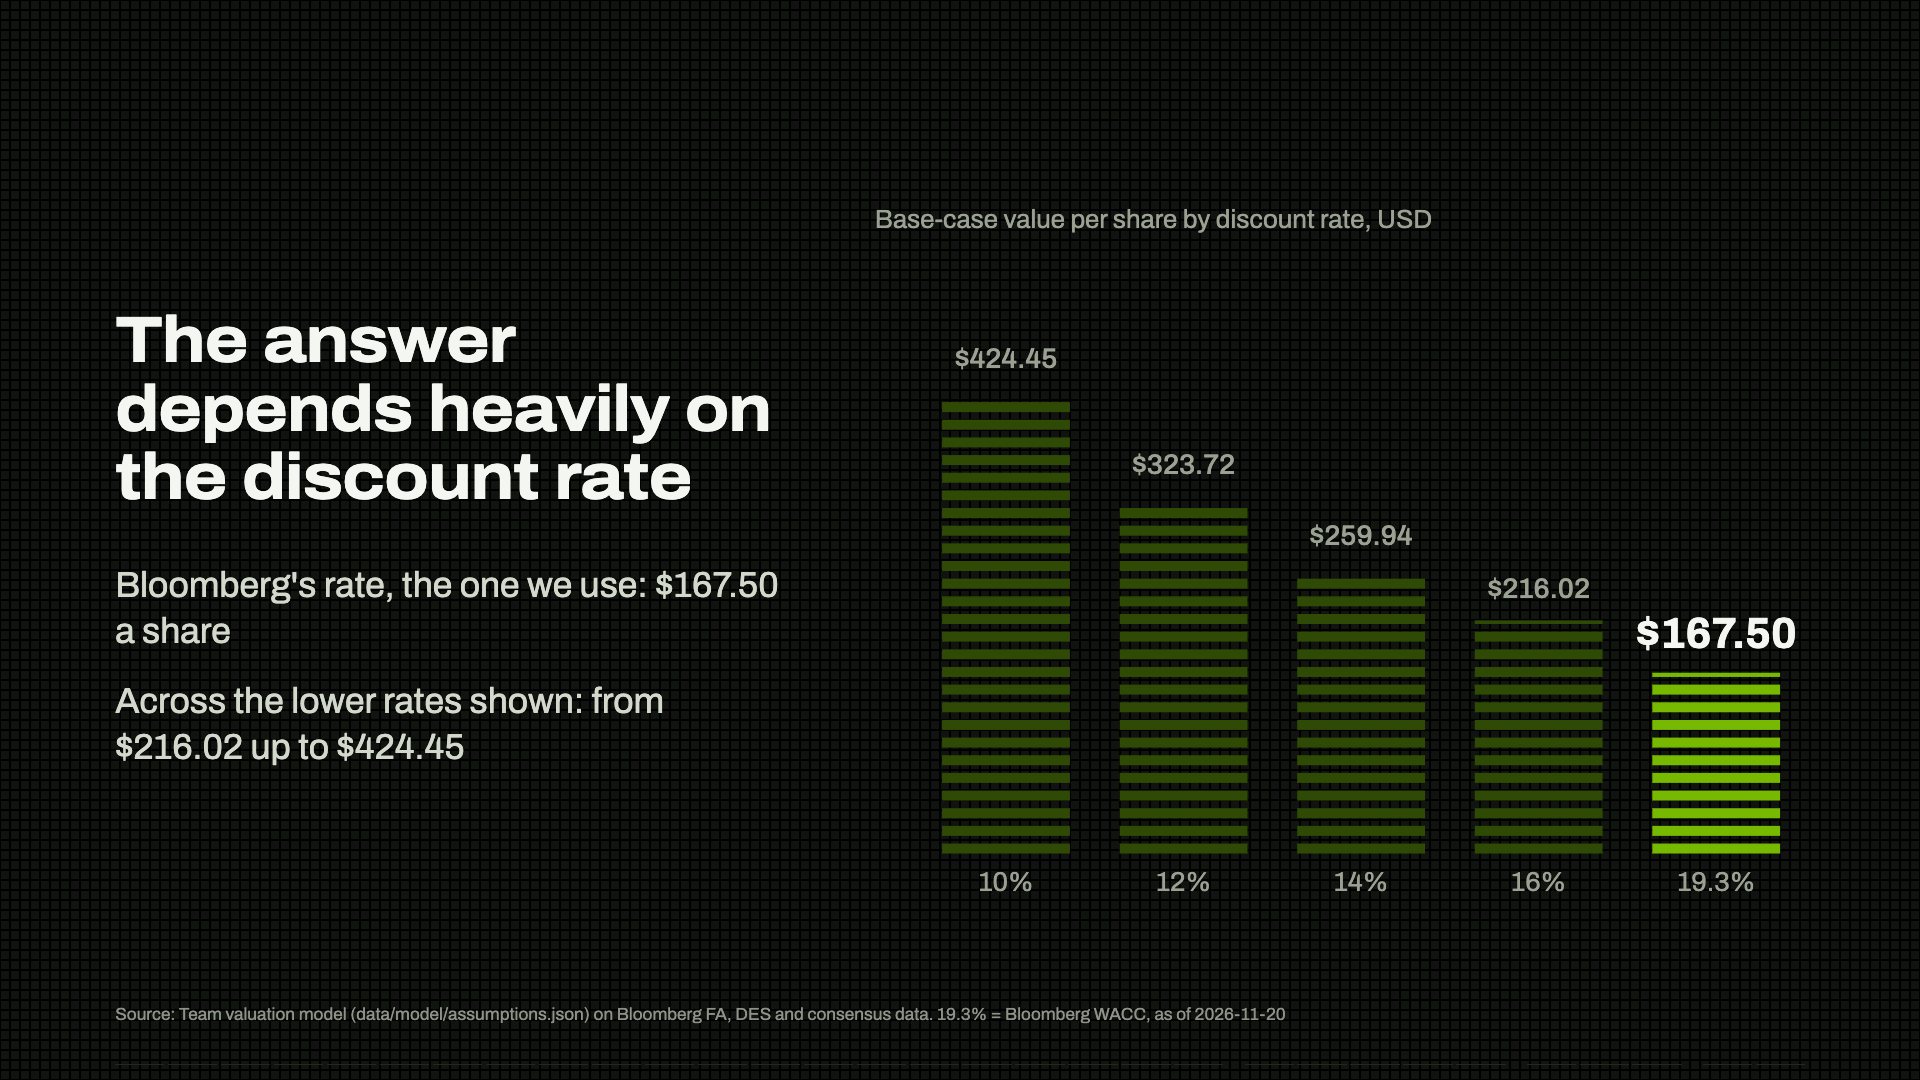 Base-case value per share by discount rate, USD
The answer
depends heavily on
the discount rate
Bloomberg's rate, the one we use: $167.50
a share
Across the lower rates shown: from
$216.02 up to $424.45
$424.45
$323.72
$259.94
$216.02
$167.50
10%
12%
14%
16%
19.3%
Source: Team valuation model (data/model/assumptions.json) on Bloomberg FA, DES and consensus data. 19.3% = Bloomberg WACC, as of 2026-11-20